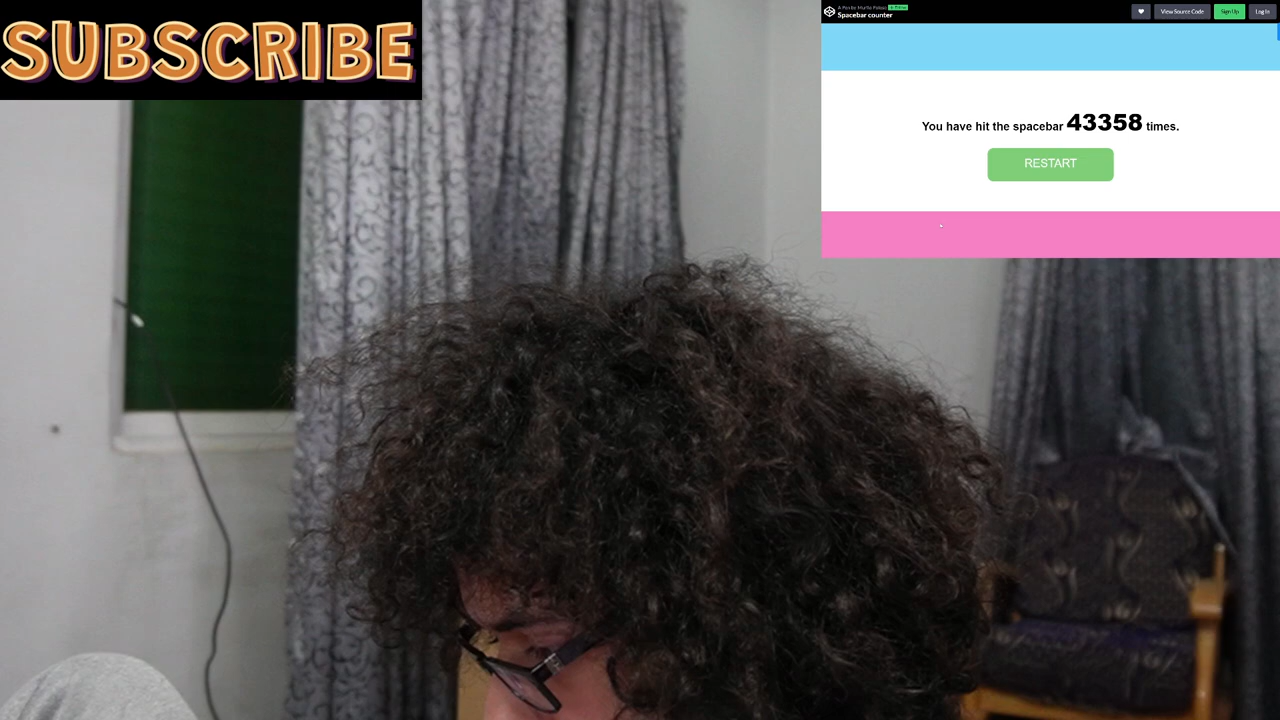 SUBSCRIBE
Spacebar counter
View Source Code
Sign Up
Log In
You have hit the spacebar 43358 times.
RESTART